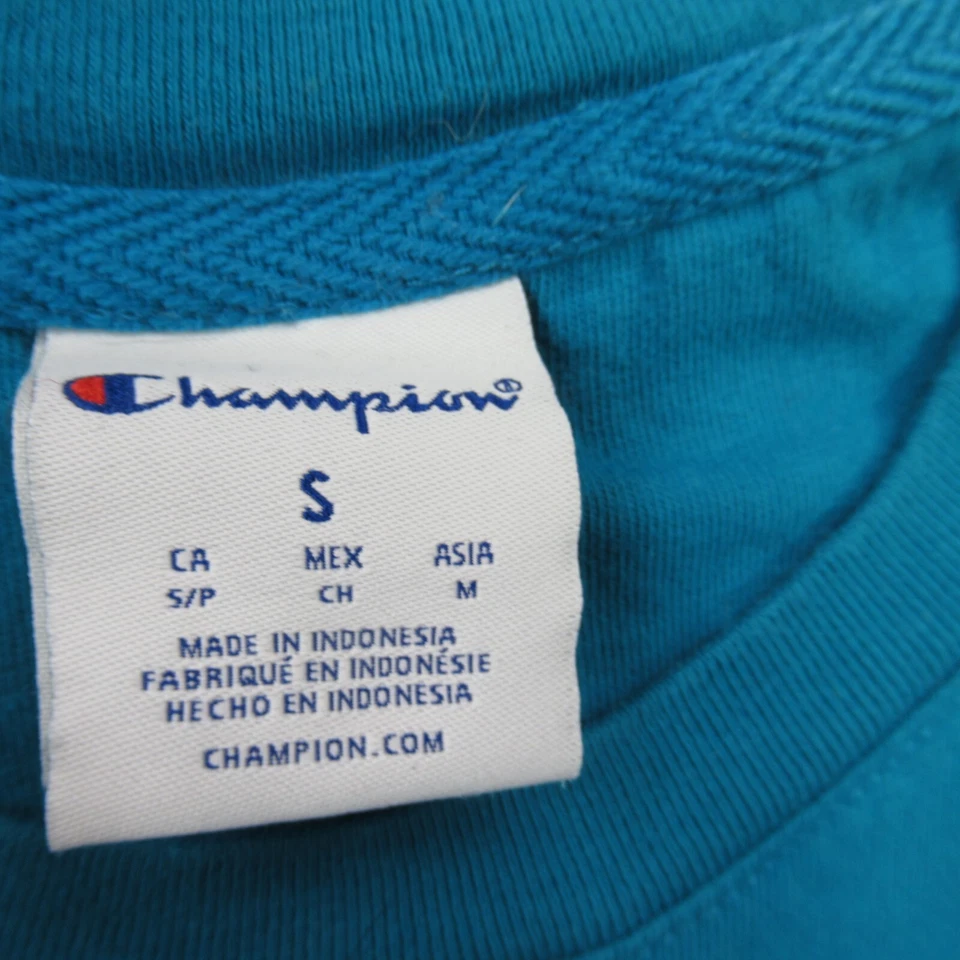 Champion®
S
CA MEX ASIA
S/P CH M
MADE IN INDONESIA
FABRIQUÉ EN INDONÉSIE
HECHO EN INDONESIA
CHAMPION.COM